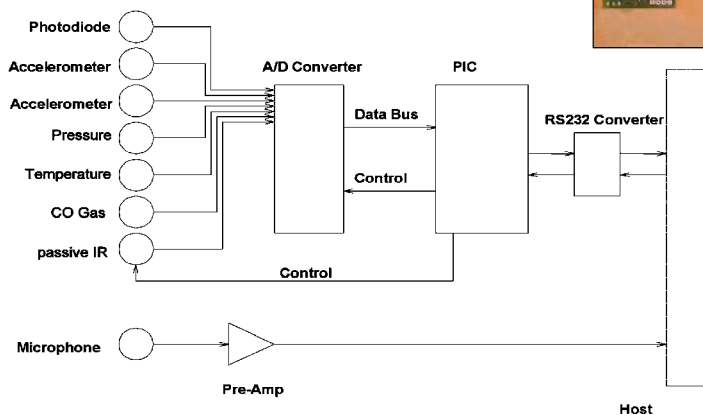 Photodiode
Accelerometer
Accelerometer
Pressure
Temperature
CO Gas
passive IR
Microphone
A/D Converter
PIC
RS232 Converter
Data Bus
Control
Control
Pre-Amp
Host